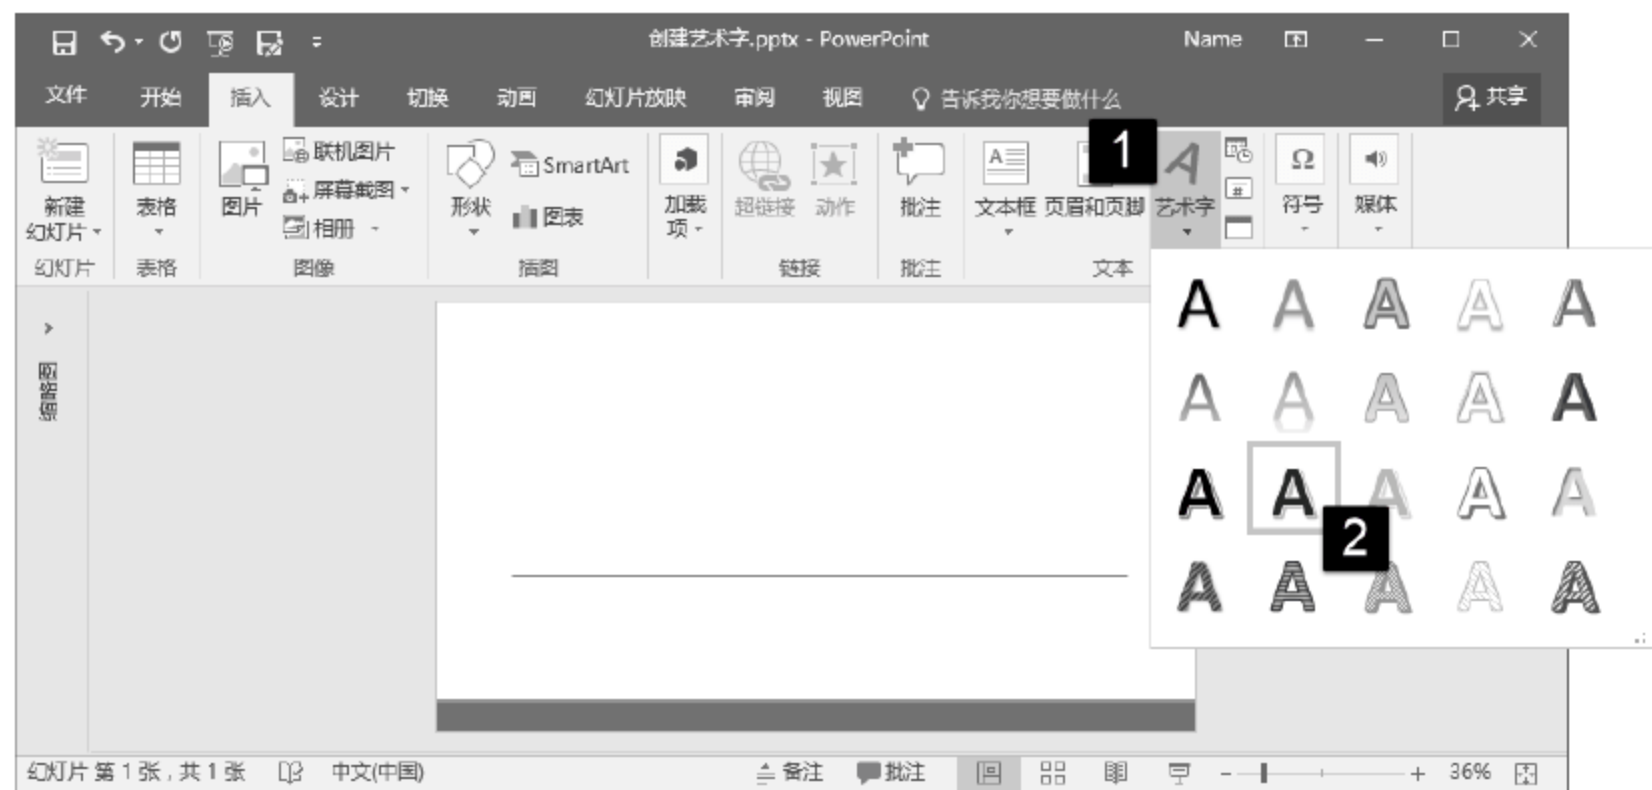 创建艺术字.pptx - PowerPoint
Name
文件 开始 插入 设计 切换 动画 幻灯片放映 审阅 视图 告诉我你想要做什么 共享
新建
幻灯片
表格
图片
联机图片
屏幕截图
相册
形状
SmartArt
图表
加载
项
超链接
动作
批注
文本框
页眉和页脚
1
艺术字
符号
媒体
幻灯片 表格 图像 插图 链接 批注 文本
缩略图
2
幻灯片 第 1 张，共 1 张 中文(中国) 备注 批注 36%